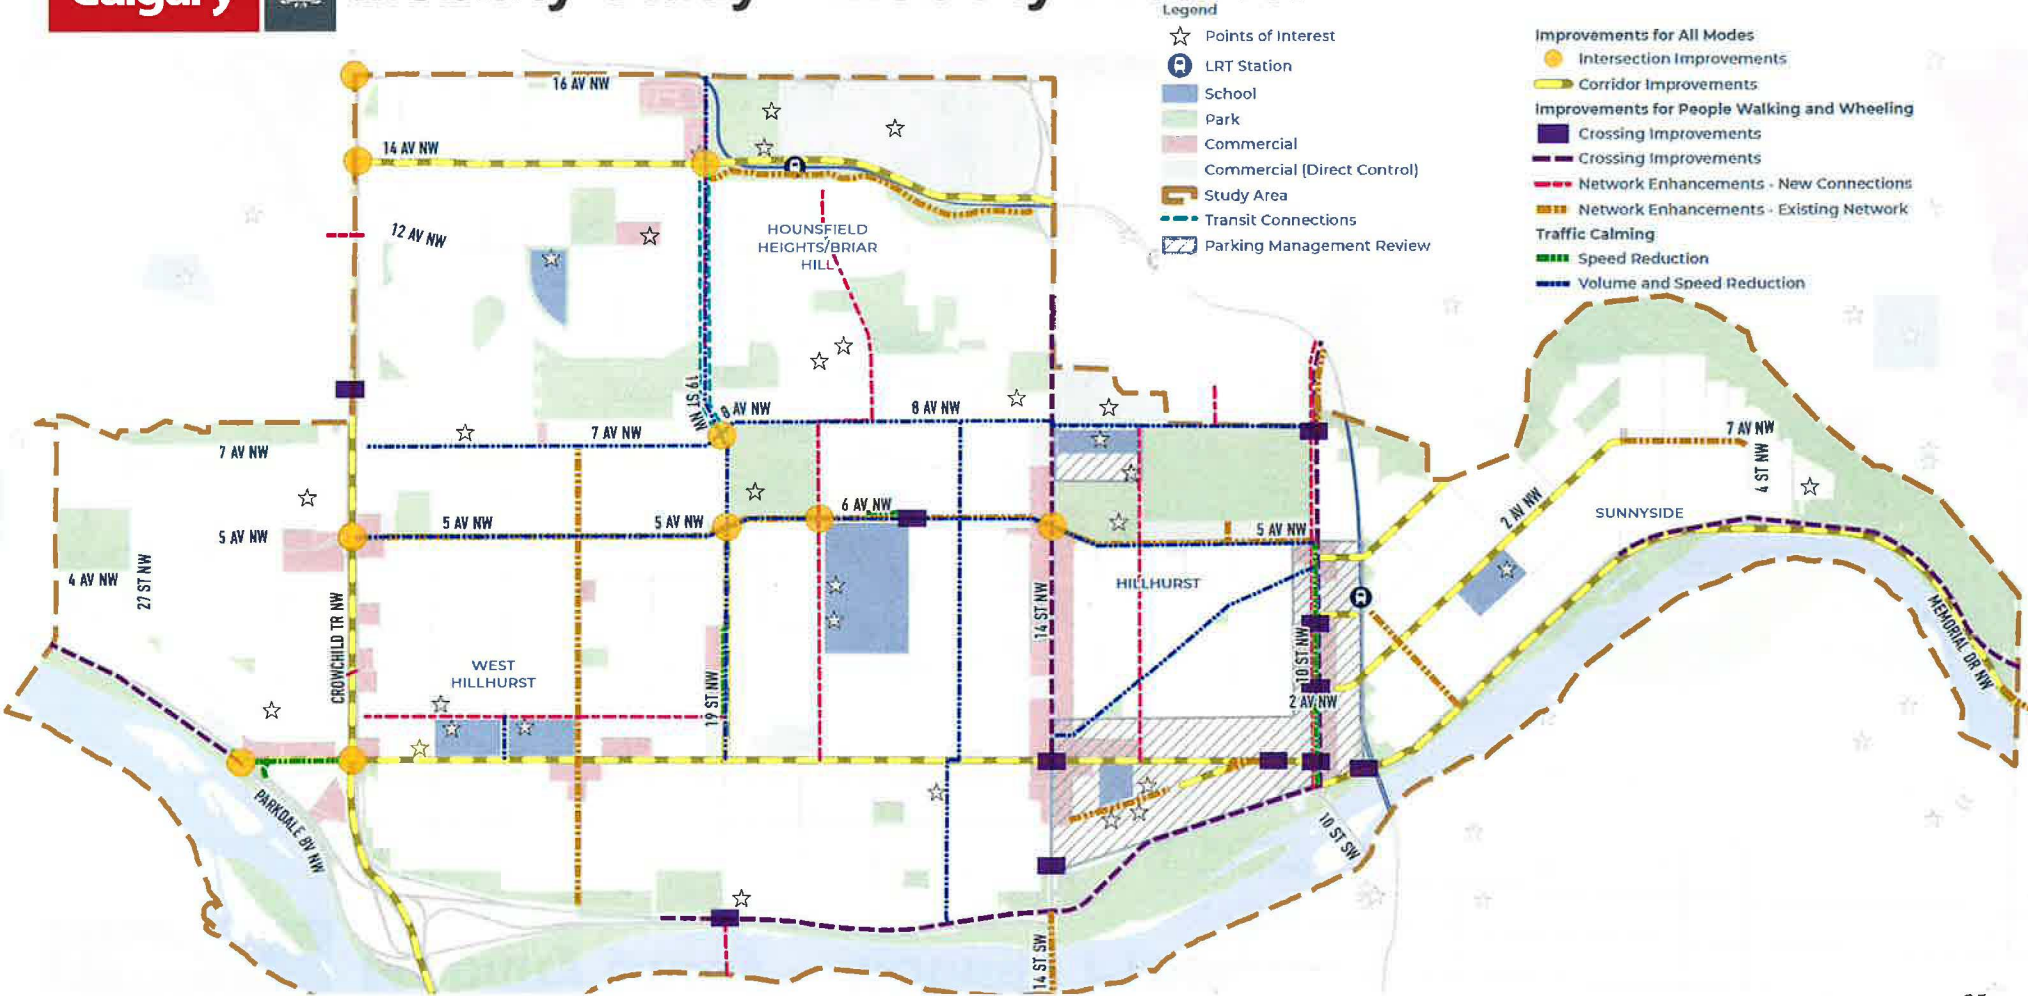 Calgary
Legend
Points of Interest
LRT Station
School
Park
Commercial
Commercial (Direct Control)
Study Area
Transit Connections
Parking Management Review
Improvements for All Modes
Intersection Improvements
Corridor Improvements
Improvements for People Walking and Wheeling
Crossing Improvements
Crossing Improvements
Network Enhancements - New Connections
Network Enhancements - Existing Network
Traffic Calming
Speed Reduction
Volume and Speed Reduction
16 AV NW
14 AV NW
12 AV NW
HOUNSFIELD
HEIGHTS/BRIAR
HILL
19 ST NW
8 AV NW
8 AV NW
7 AV NW
7 AV NW
7 AV NW
4 ST NW
2 AV NW
SUNNYSIDE
6 AV NW
5 AV NW
5 AV NW
5 AV NW
5 AV NW
4 AV NW
27 ST NW
HILLHURST
14 ST NW
CROWCHILD TR NW
WEST
HILLHURST
19 ST NW
10 ST NW
2 AV NW
MEMORIAL DR NW
PARKDALE BV NW
10 ST SW
14 ST SW